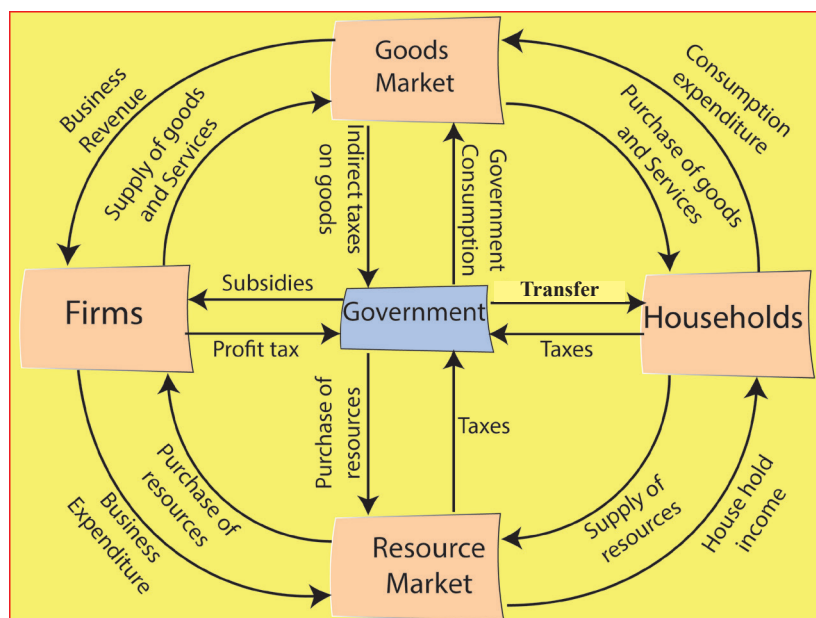 Goods
Market
Business
Revenue
Supply of goods
and Services
Consumption
expenditure
Purchase of goods
and Services
Indirect taxes
on goods
Government
Consumption
Firms
Subsidies
Profit tax
Government
Transfer
Taxes
Households
Purchase of
resources
Taxes
Purchase of
resources
Business
Expenditure
Supply of
resources
House hold
income
Resource
Market